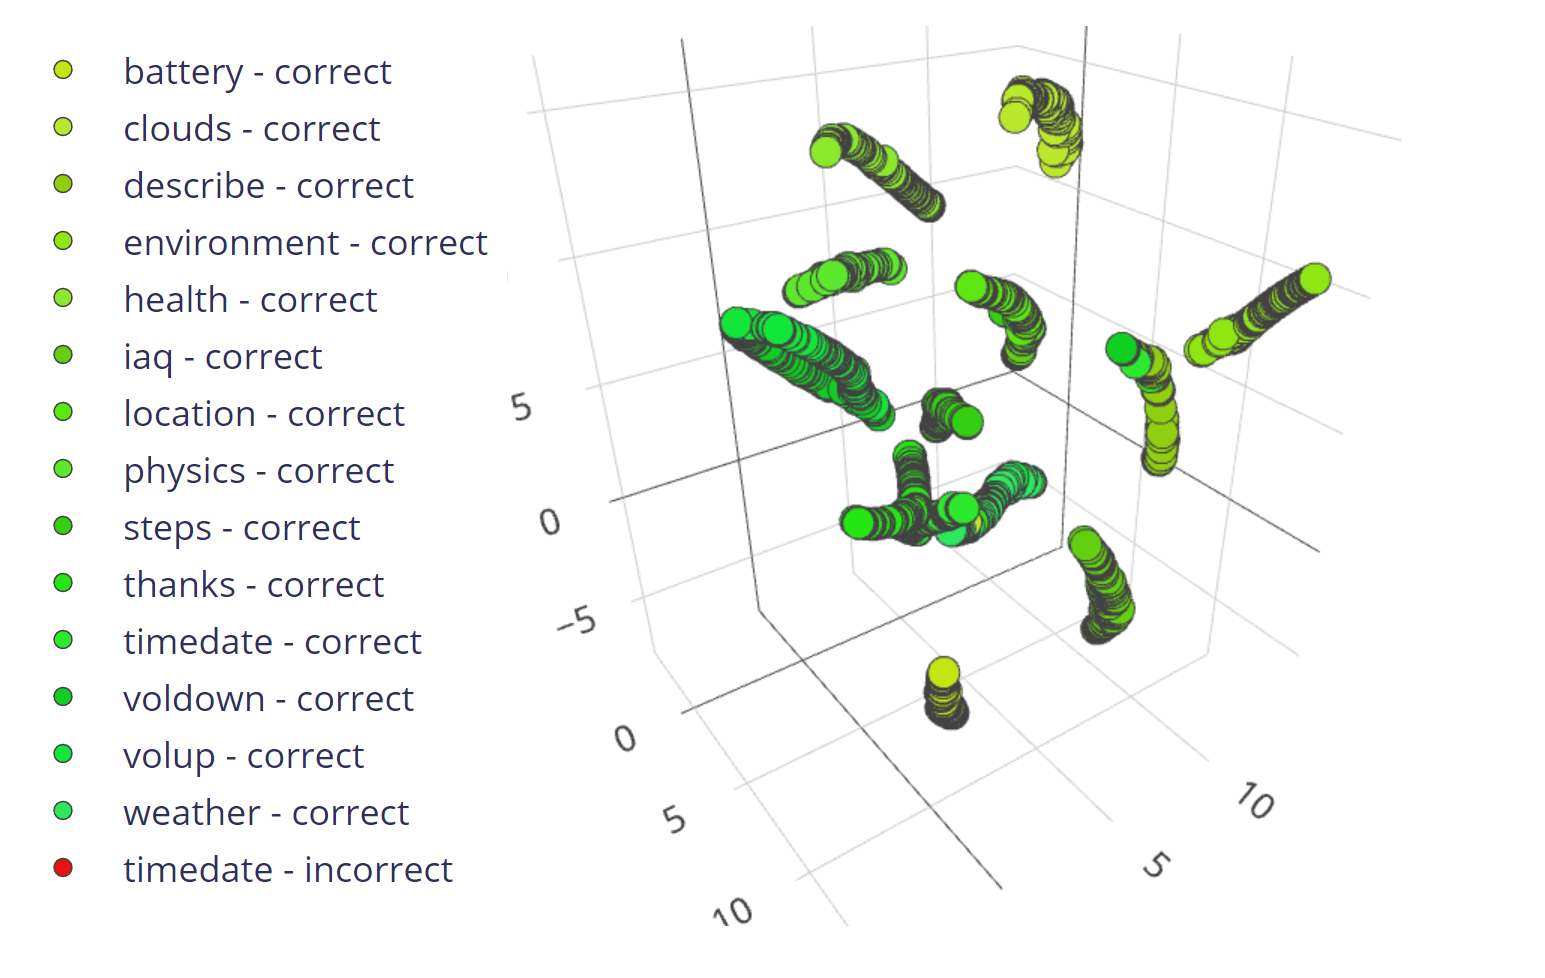 battery - correct
clouds - correct
describe - correct
environment - correct
health - correct
iaq - correct
location - correct
physics - correct
steps - correct
thanks - correct
timedate - correct
voldown - correct
volup - correct
weather - correct
timedate - incorrect
5
0
−5
0
5
10
5
10